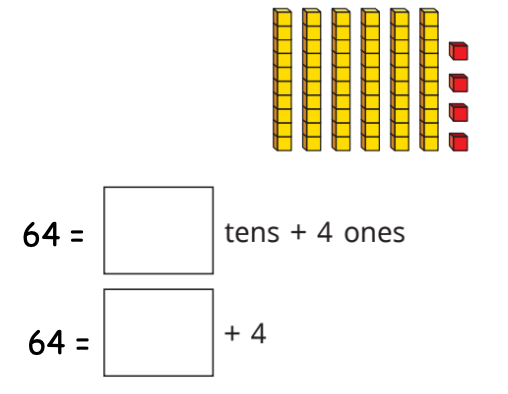 64 = tens + 4 ones
64 = + 4